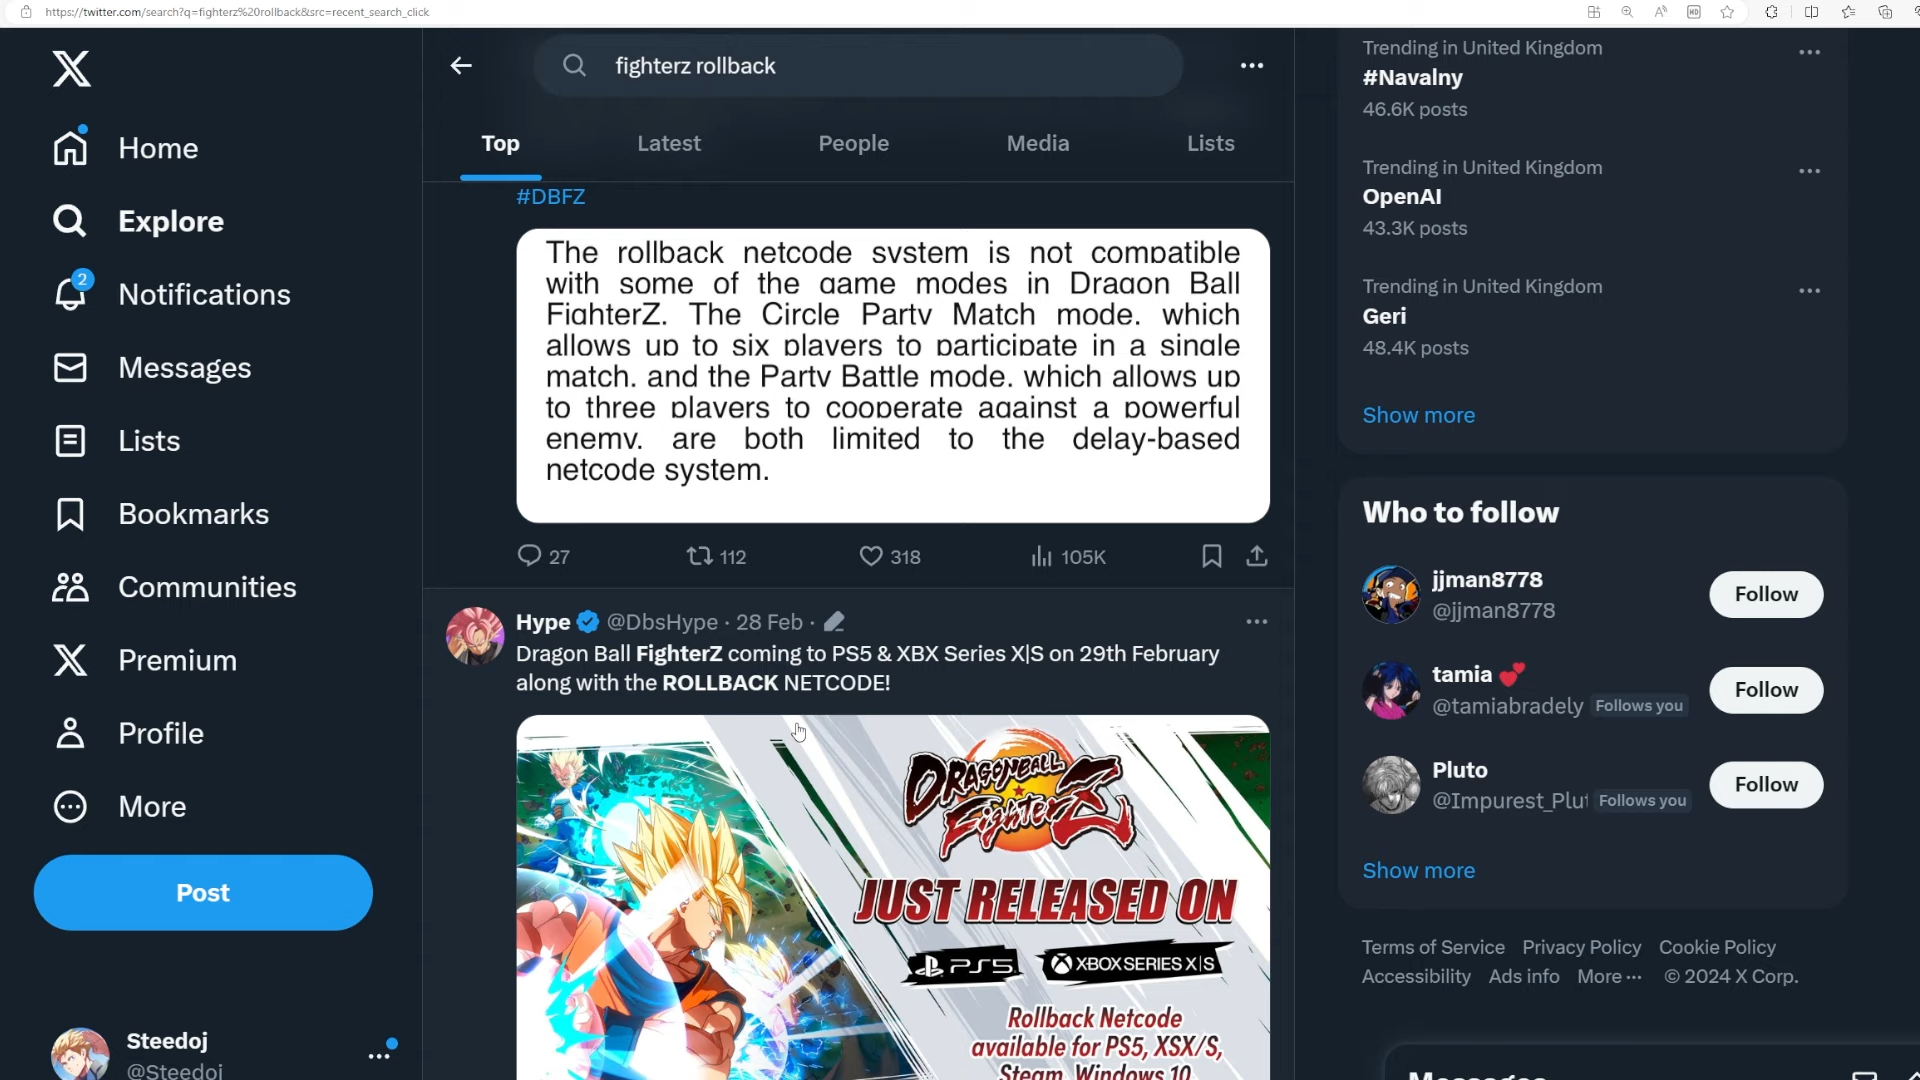 https://twitter.com/search?q=fighterz%20rollback&src=recent_search_click
Home
Explore
2
Notifications
Messages
Lists
Bookmarks
Communities
Premium
Profile
More
Post
Steedoj
@Steedoj
fighterz rollback
Top
Latest
People
Media
Lists
#DBFZ
The rollback netcode system is not compatible
with some of the game modes in Dragon Ball
FighterZ. The Circle Party Match mode, which
allows up to six players to participate in a single
match, and the Party Battle mode, which allows up
to three players to cooperate against a powerful
enemy, are both limited to the delay-based
netcode system.
27
112
318
105K
Hype @DbsHype · 28 Feb ·
Dragon Ball FighterZ coming to PS5 & XBX Series X|S on 29th February
along with the ROLLBACK NETCODE!
DRAGONBALL
FighterZ
JUST RELEASED ON
PS5
XBOX SERIES X|S
Rollback Netcode
available for PS5, XSX/S,
Steam, Windows 10
Trending in United Kingdom
#Navalny
46.6K posts
Trending in United Kingdom
OpenAI
43.3K posts
Trending in United Kingdom
Geri
48.4K posts
Show more
Who to follow
jjman8778
@jjman8778
Follow
tamia 💕
@tamiabradely Follows you
Follow
Pluto
@Impurest_Plut Follows you
Follow
Show more
Terms of Service Privacy Policy Cookie Policy
Accessibility Ads info More ··· © 2024 X Corp.
Messages